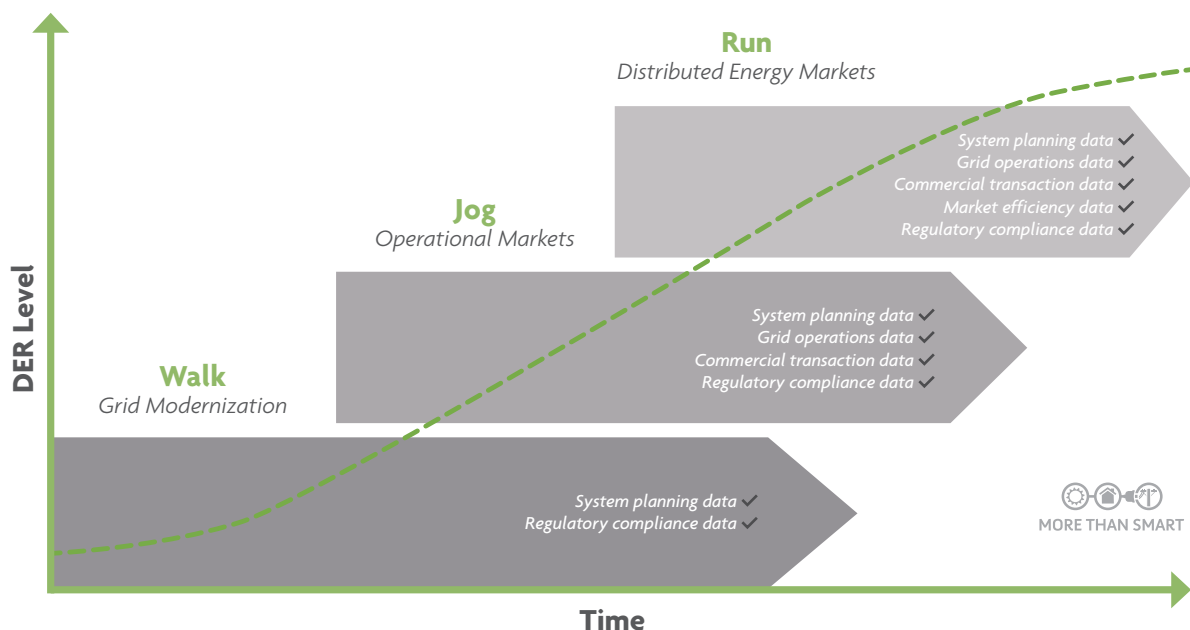 Run
Distributed Energy Markets
System planning data ✓
Grid operations data ✓
Commercial transaction data ✓
Market efficiency data ✓
Regulatory compliance data ✓
Jog
Operational Markets
System planning data ✓
Grid operations data ✓
Commercial transaction data ✓
Regulatory compliance data ✓
Walk
Grid Modernization
System planning data ✓
Regulatory compliance data ✓
DER Level
Time
MORE THAN SMART